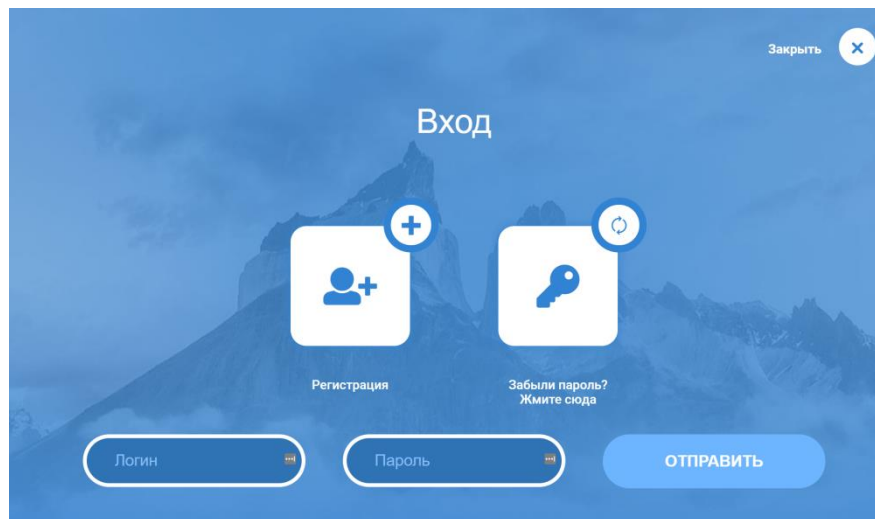 Закрыть
Вход
Регистрация
Забыли пароль?
Жмите сюда
Логин
Пароль
ОТПРАВИТЬ